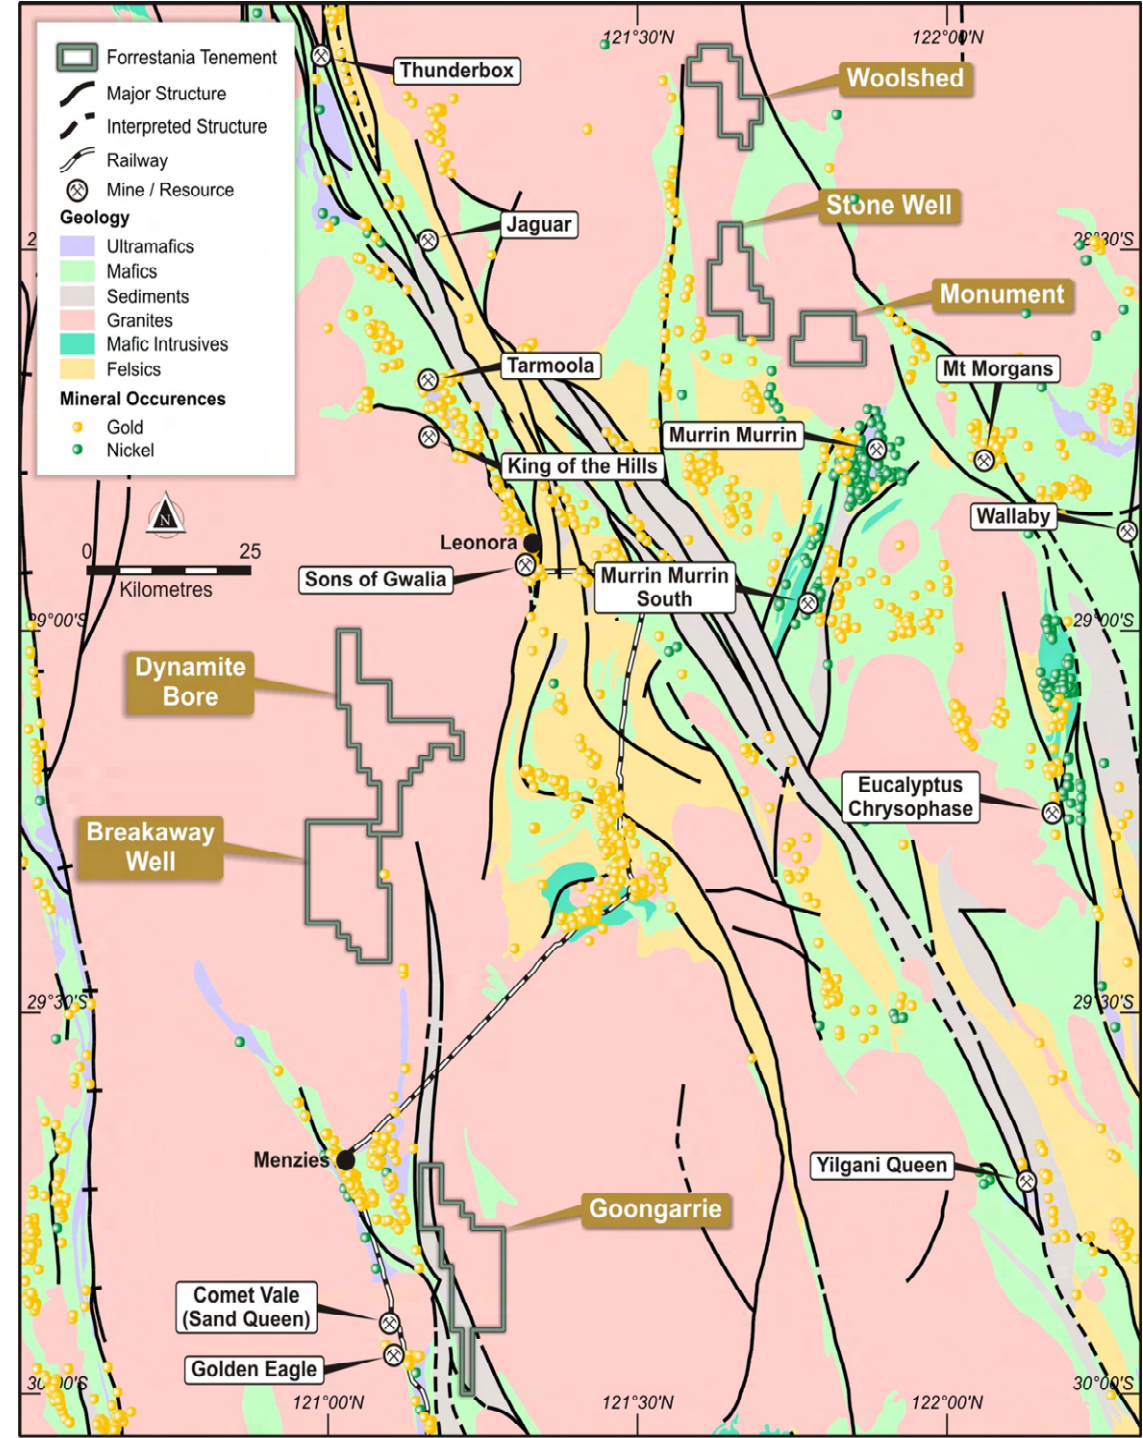 121°30'N
122°00'N
Forrestania Tenement
Major Structure
Interpreted Structure
Railway
Mine / Resource
Geology
Ultramafics
Mafics
Sediments
Granites
Mafic Intrusives
Felsics
Mineral Occurences
Gold
Nickel
Thunderbox
Woolshed
Stone Well
Jaguar
28°30'S
Monument
Tarmoola
Mt Morgans
Murrin Murrin
King of the Hills
N
Wallaby
Leonora
0 25
Kilometres
Sons of Gwalia
Murrin Murrin
South
29°00'S
29°00'S
Dynamite
Bore
Eucalyptus
Chrysophase
Breakaway
Well
29°30'S
29°30'S
Menzies
Yilgani Queen
Goongarrie
Comet Vale
(Sand Queen)
Golden Eagle
30°00'S
30°00'S
121°00'N
121°30'N
122°00'N